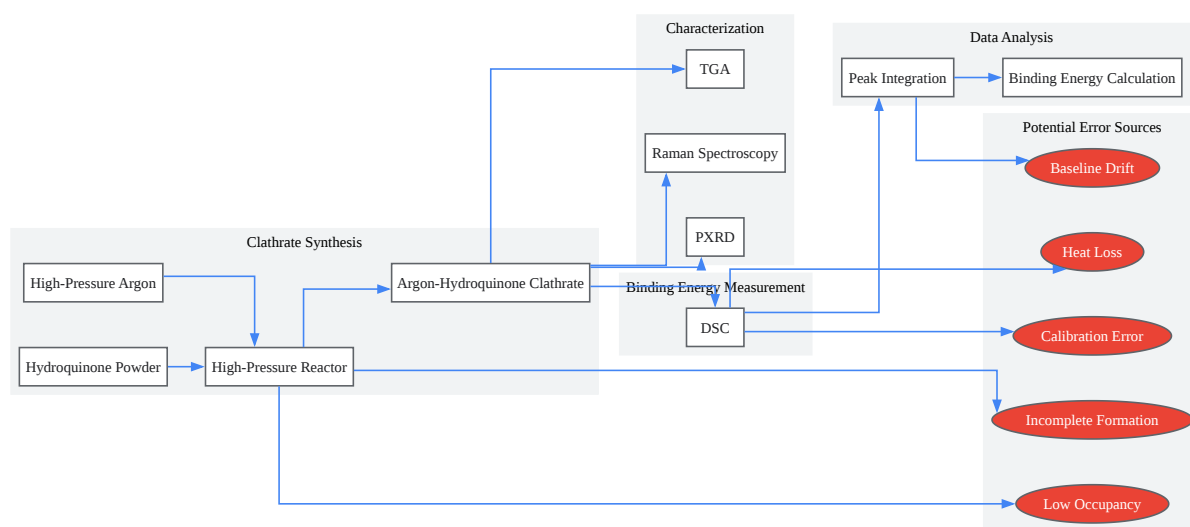 Characterization
TGA
Raman Spectroscopy
PXRD
Data Analysis
Peak Integration
Binding Energy Calculation
Potential Error Sources
Baseline Drift
Heat Loss
Calibration Error
Incomplete Formation
Low Occupancy
Clathrate Synthesis
High-Pressure Argon
Argon-Hydroquinone Clathrate
Hydroquinone Powder
High-Pressure Reactor
Binding Energy Measurement
DSC